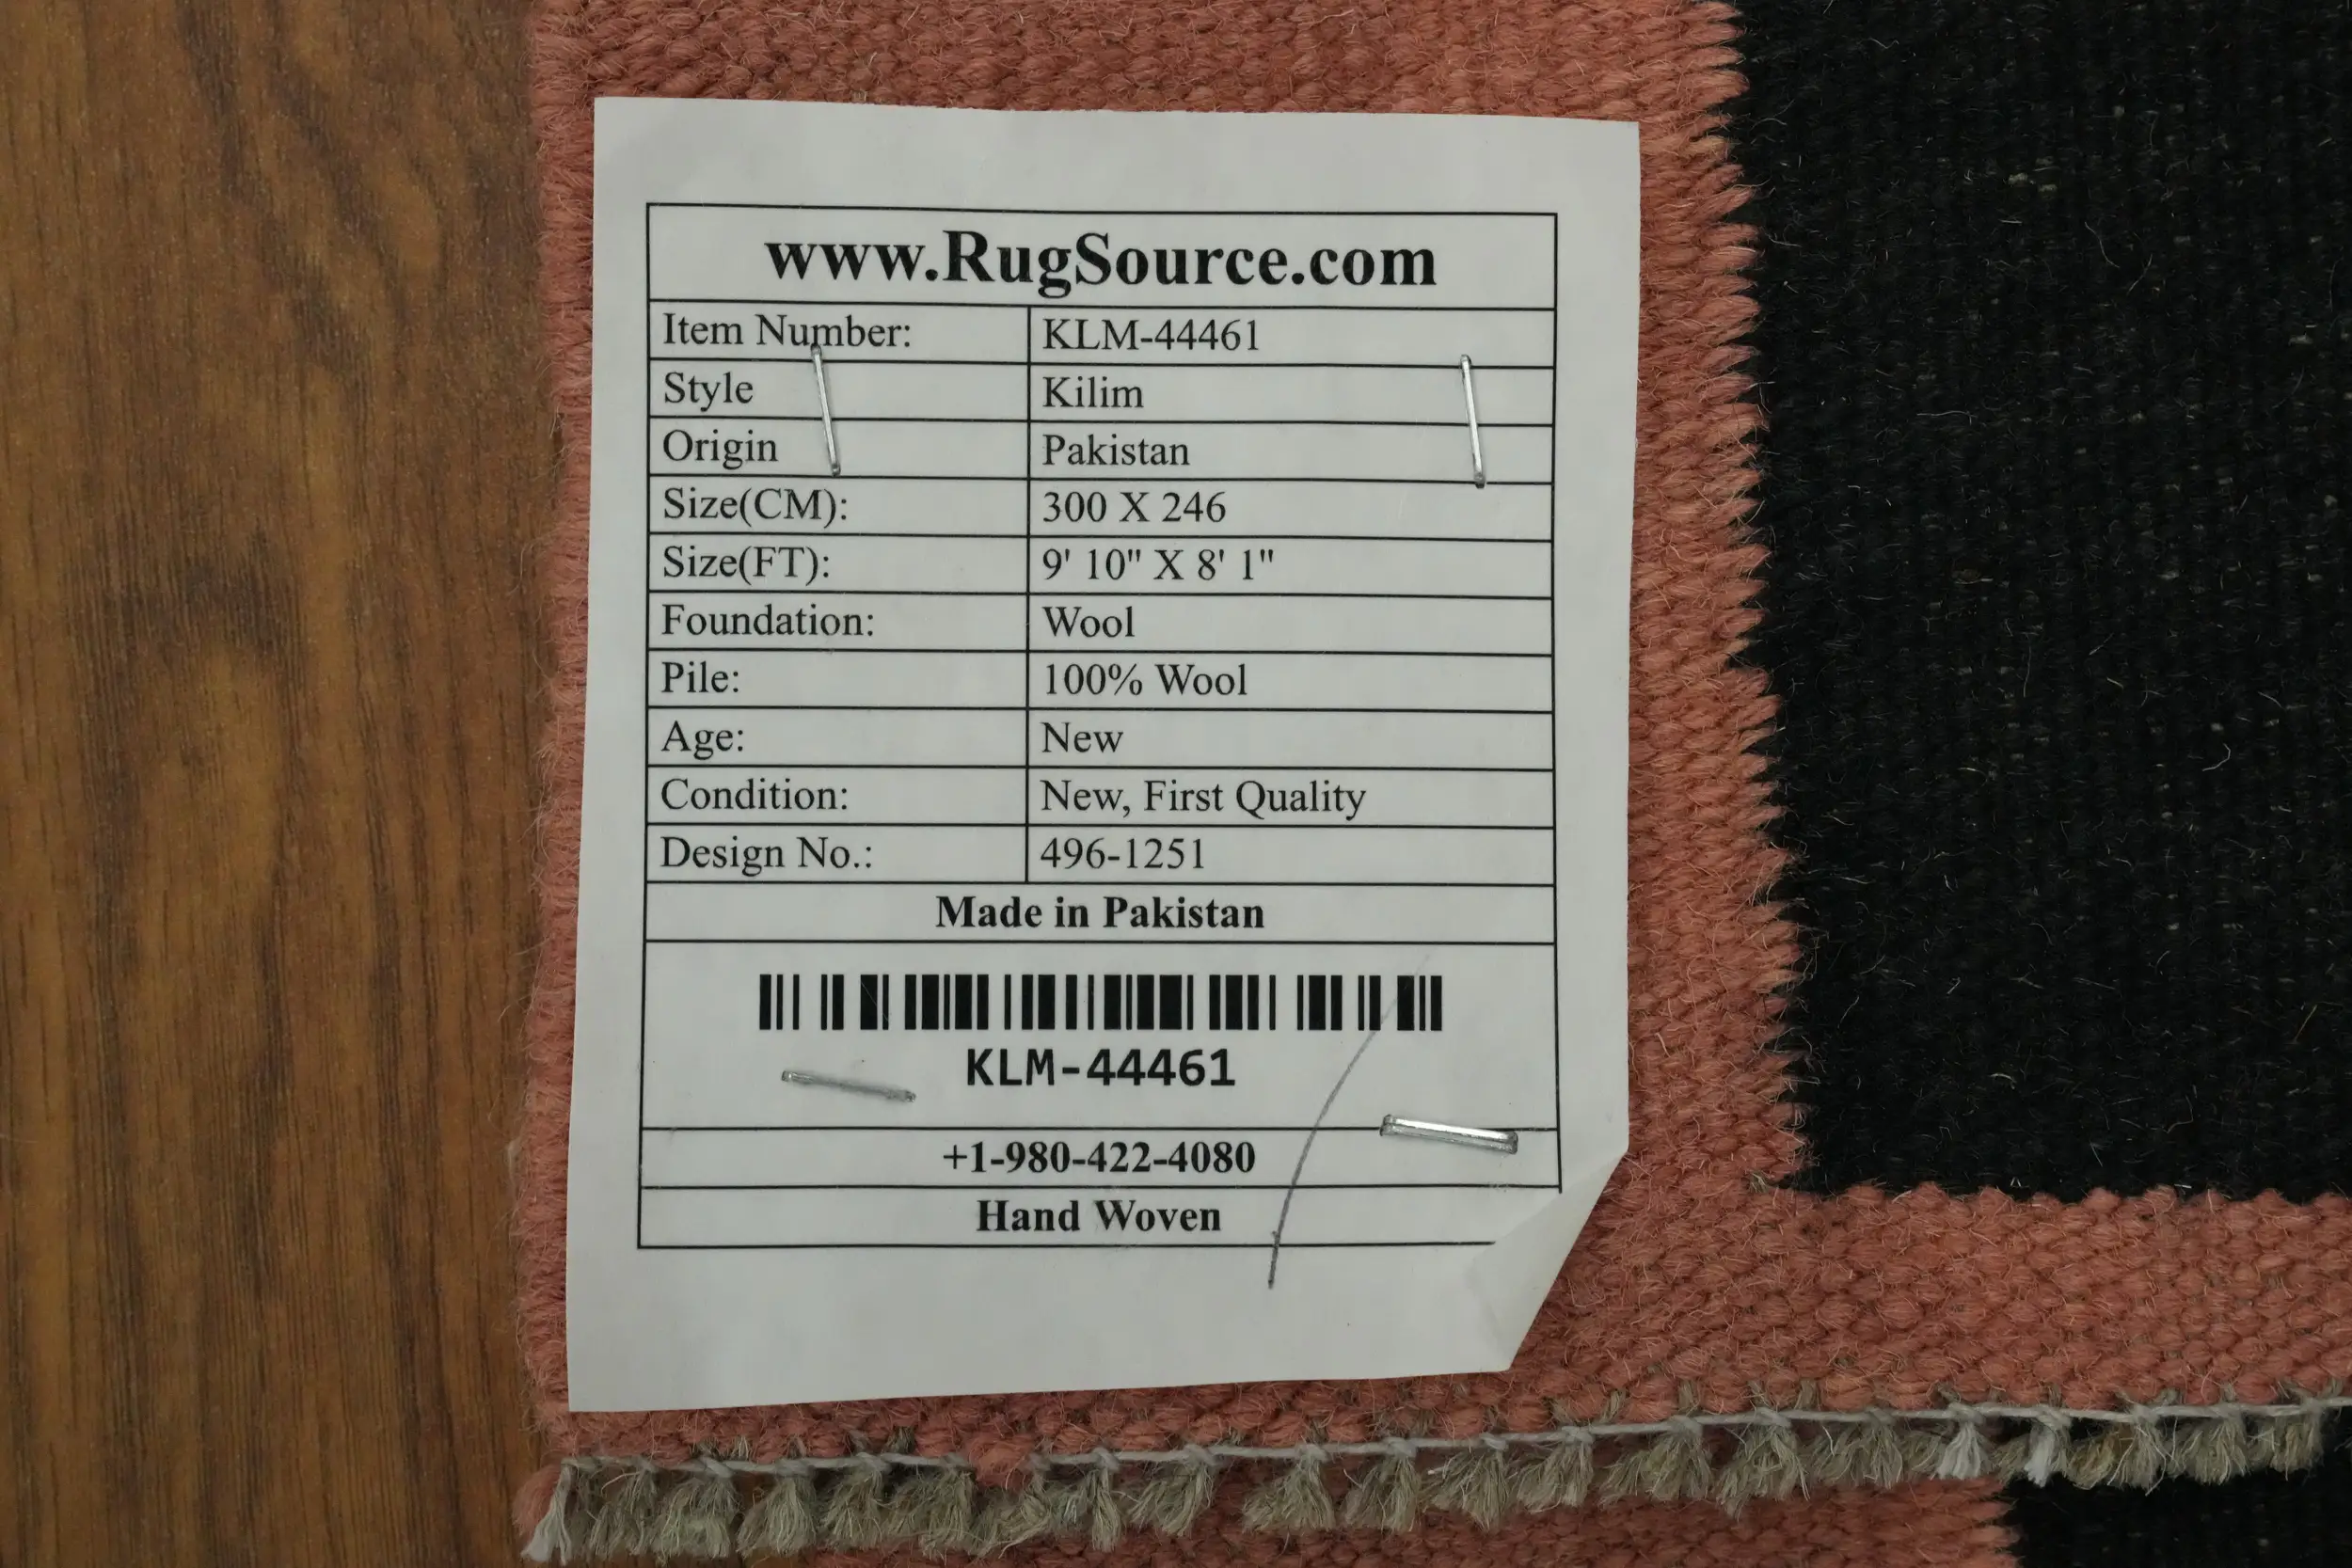 www.RugSource.com
Item Number: KLM-44461
Style Kilim
Origin Pakistan
Size(CM): 300 X 246
Size(FT): 9' 10" X 8' 1"
Foundation: Wool
Pile: 100% Wool
Age: New
Condition: New, First Quality
Design No.: 496-1251
Made in Pakistan
KLM-44461
+1-980-422-4080
Hand Woven